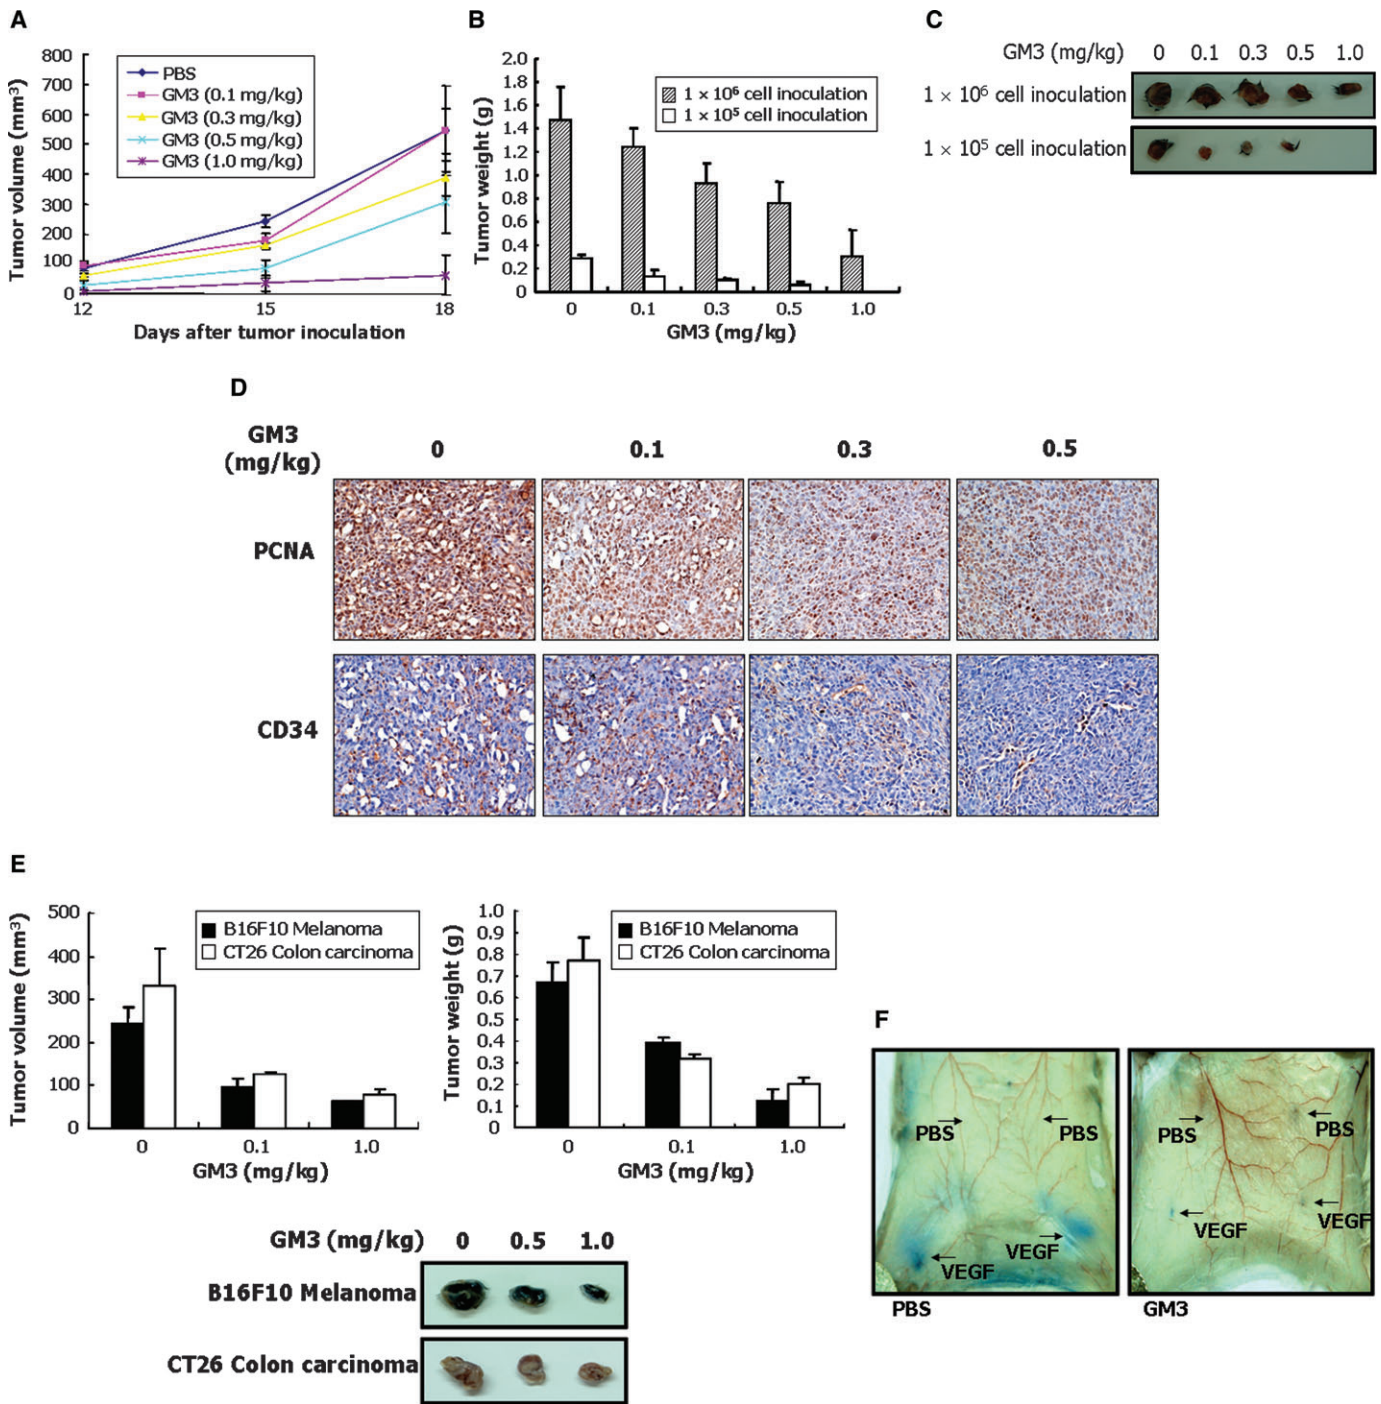 A
Tumor volume (mm³)
800
700
600
500
400
300
200
100
0
12
15
18
Days after tumor inoculation
PBS
GM3 (0.1 mg/kg)
GM3 (0.3 mg/kg)
GM3 (0.5 mg/kg)
GM3 (1.0 mg/kg)
B
Tumor weight (g)
2.0
1.8
1.6
1.4
1.2
1.0
0.8
0.6
0.4
0.2
0
1 × 10⁶ cell inoculation
1 × 10⁵ cell inoculation
0 0.1 0.3 0.5 1.0
GM3 (mg/kg)
C
GM3 (mg/kg) 0 0.1 0.3 0.5 1.0
1 × 10⁶ cell inoculation
1 × 10⁵ cell inoculation
D
GM3
(mg/kg) 0 0.1 0.3 0.5
PCNA
CD34
E
Tumor volume (mm³)
500
400
300
200
100
0
B16F10 Melanoma
CT26 Colon carcinoma
0 0.1 1.0
GM3 (mg/kg)
Tumor weight (g)
1.0
0.9
0.8
0.7
0.6
0.5
0.4
0.3
0.2
0.1
0
B16F10 Melanoma
CT26 Colon carcinoma
0 0.1 1.0
GM3 (mg/kg)
GM3 (mg/kg) 0 0.5 1.0
B16F10 Melanoma
CT26 Colon carcinoma
F
PBS
PBS
VEGF
VEGF
PBS
PBS
PBS
VEGF
VEGF
GM3